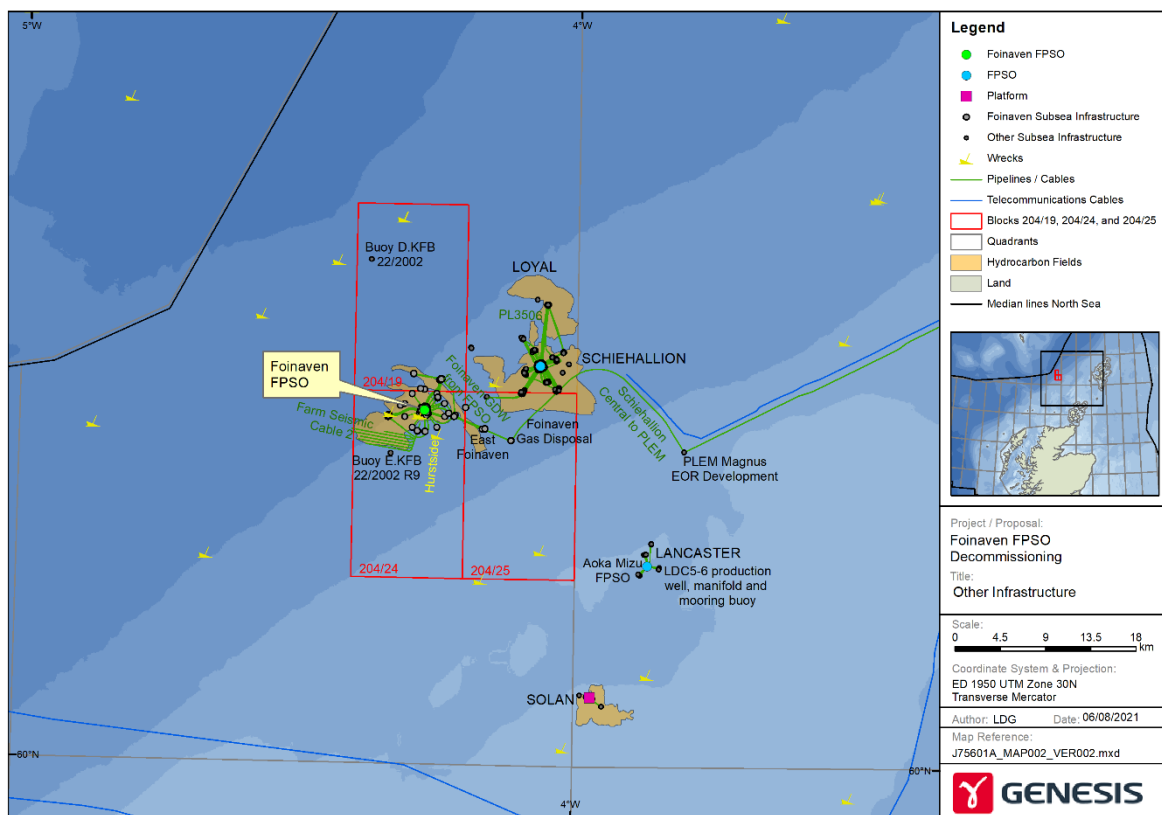 5°W
4°W
Buoy D.KFB
22/2002
LOYAL
PL3506
SCHIEHALLION
Foinaven
FPSO
204/19
Foinaven GDW
from FPSO
Farm Seismic
Cable 2
East
Foinaven
Foinaven
Gas Disposal
Schiehallion
Central to PLEM
PLEM Magnus
EOR Development
Buoy E.KFB
22/2002 R9
Hurstsider
204/24
204/25
LANCASTER
Aoka Mizu
FPSO
LDC5-6 production
well, manifold and
mooring buoy
SOLAN
60°N
60°N
4°W
Legend
Foinaven FPSO
FPSO
Platform
Foinaven Subsea Infrastructure
Other Subsea Infrastructure
Wrecks
Pipelines / Cables
Telecommunications Cables
Blocks 204/19, 204/24, and 204/25
Quadrants
Hydrocarbon Fields
Land
Median lines North Sea
Project / Proposal:
Foinaven FPSO
Decommissioning
Title:
Other Infrastructure
Scale:
0 4.5 9 13.5 18
km
Coordinate System & Projection:
ED 1950 UTM Zone 30N
Transverse Mercator
Author: LDG Date: 06/08/2021
Map Reference:
J75601A_MAP002_VER002.mxd
GENESIS